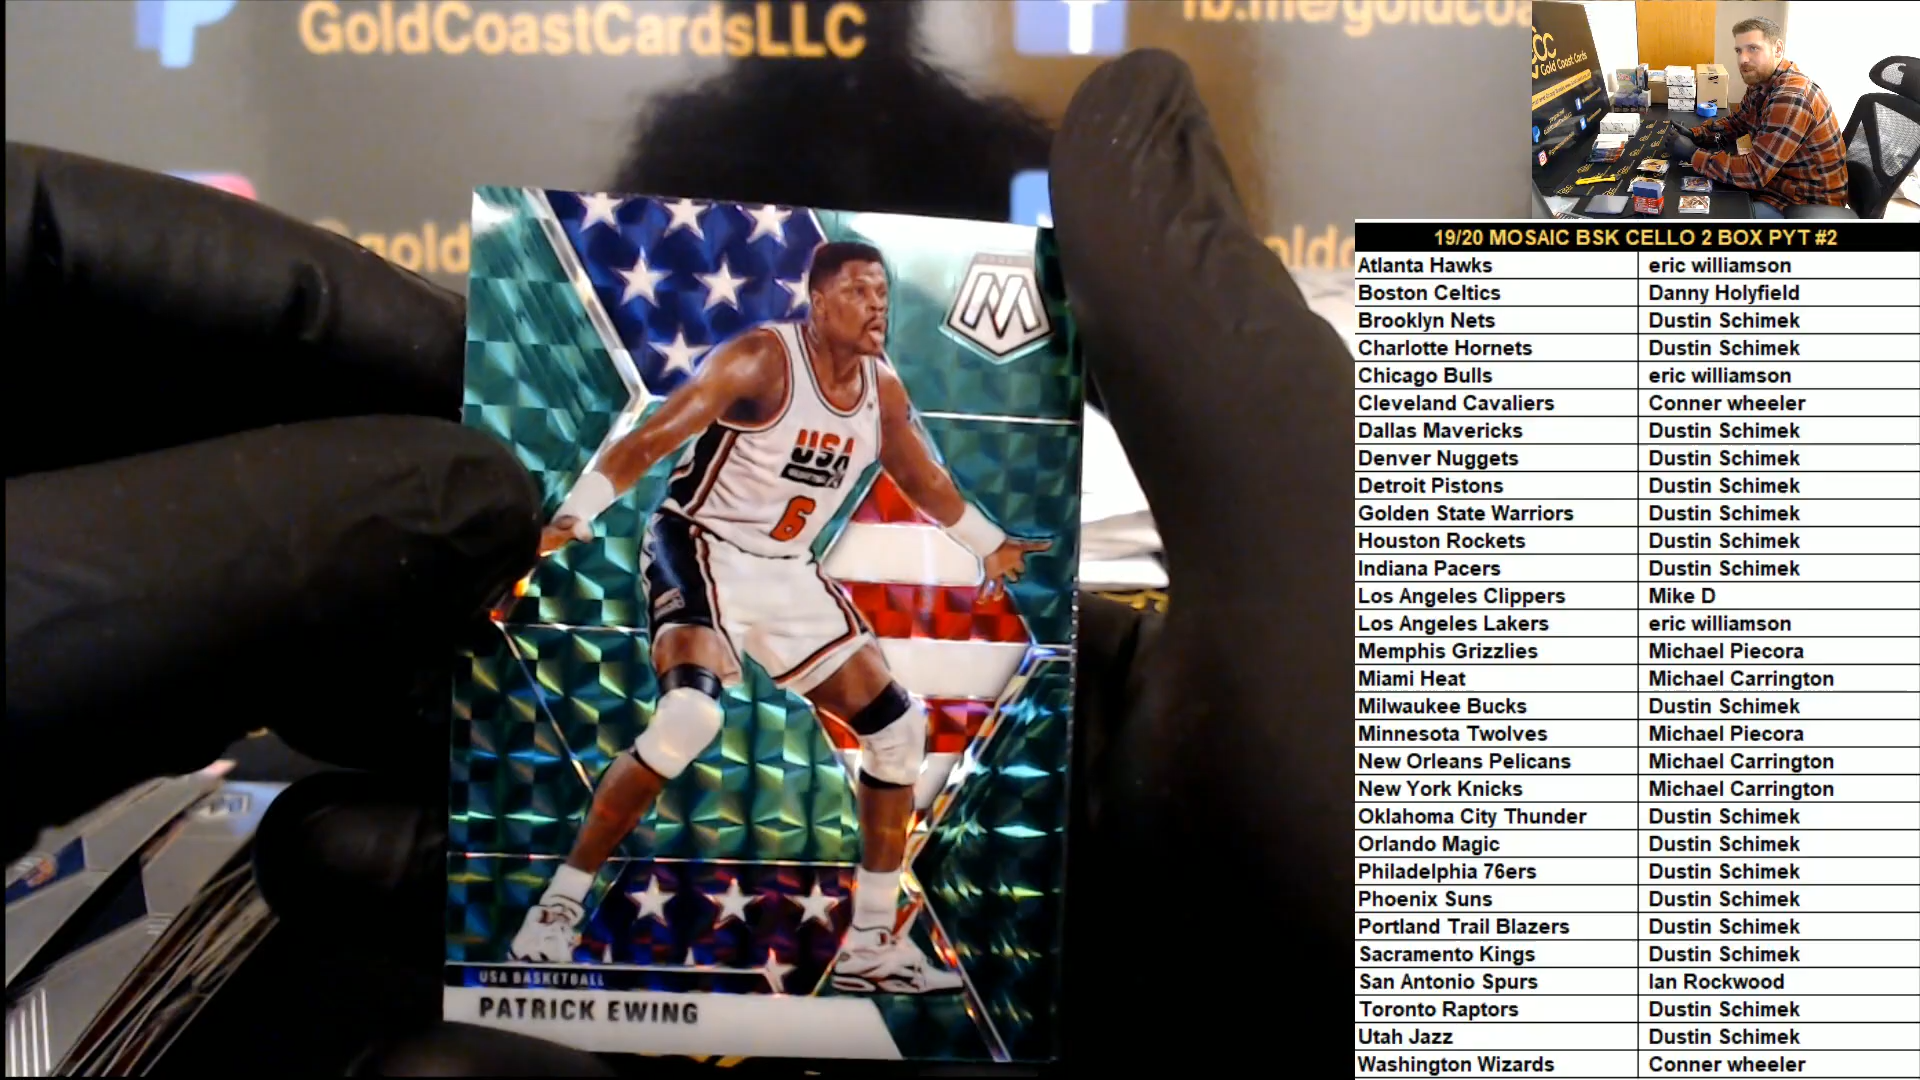 GoldCoastCardsLLC
fb.me/goldcoa
CC
Gold Coast Cards
USA
6
USA BASKETBALL
PATRICK EWING
19/20 MOSAIC BSK CELLO 2 BOX PYT #2
Atlanta Hawks eric williamson
Boston Celtics Danny Holyfield
Brooklyn Nets Dustin Schimek
Charlotte Hornets Dustin Schimek
Chicago Bulls eric williamson
Cleveland Cavaliers Conner wheeler
Dallas Mavericks Dustin Schimek
Denver Nuggets Dustin Schimek
Detroit Pistons Dustin Schimek
Golden State Warriors Dustin Schimek
Houston Rockets Dustin Schimek
Indiana Pacers Dustin Schimek
Los Angeles Clippers Mike D
Los Angeles Lakers eric williamson
Memphis Grizzlies Michael Piecora
Miami Heat Michael Carrington
Milwaukee Bucks Dustin Schimek
Minnesota Twolves Michael Piecora
New Orleans Pelicans Michael Carrington
New York Knicks Michael Carrington
Oklahoma City Thunder Dustin Schimek
Orlando Magic Dustin Schimek
Philadelphia 76ers Dustin Schimek
Phoenix Suns Dustin Schimek
Portland Trail Blazers Dustin Schimek
Sacramento Kings Dustin Schimek
San Antonio Spurs Ian Rockwood
Toronto Raptors Dustin Schimek
Utah Jazz Dustin Schimek
Washington Wizards Conner wheeler